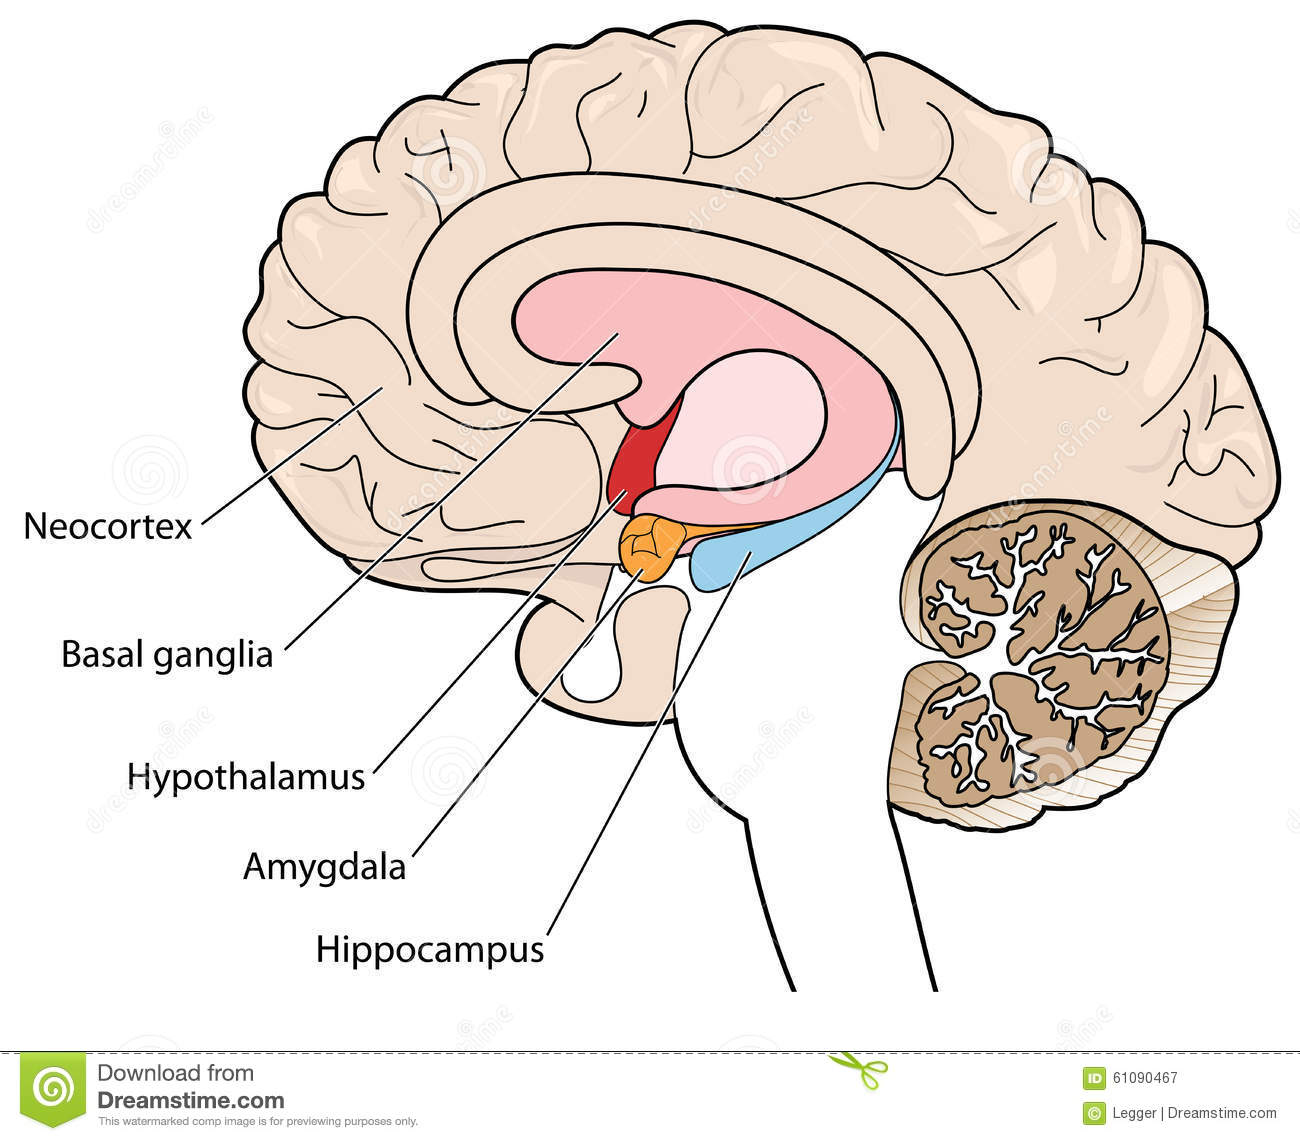 Neocortex
Basal ganglia
Hypothalamus
Amygdala
Hippocampus
dreamstime
Download from
Dreamstime.com
This watermarked comp image is for previewing purposes only.
ID 61090467
© Legger | Dreamstime.com